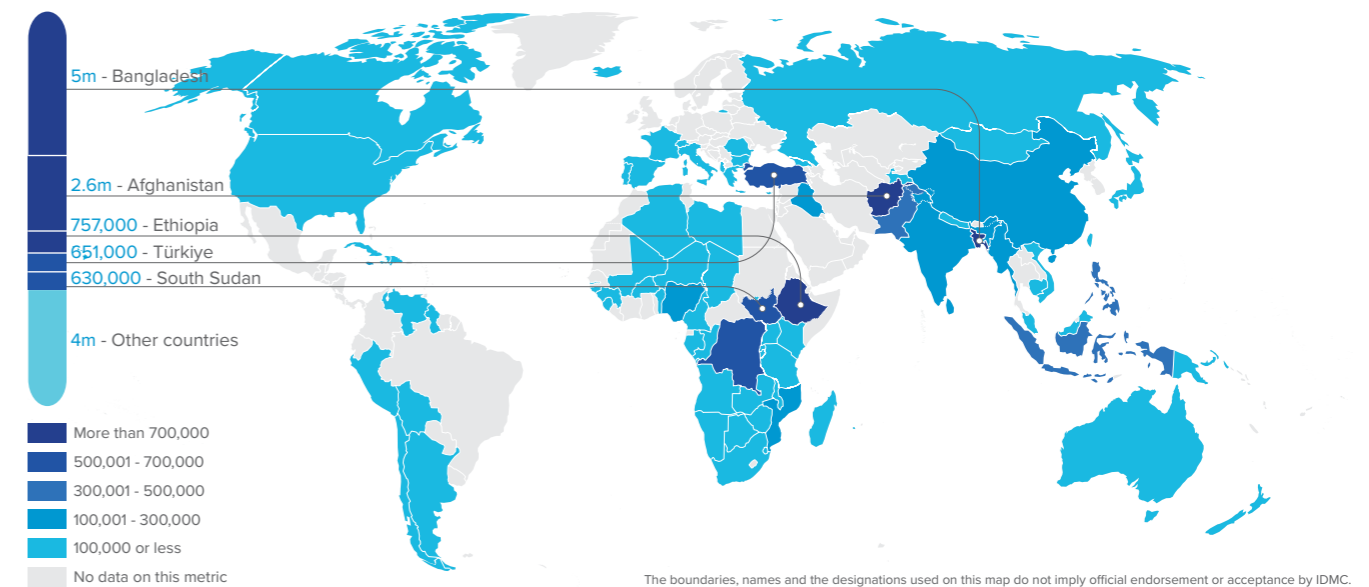 5m - Bangladesh
2.6m - Afghanistan
757,000 - Ethiopia
651,000 - Türkiye
630,000 - South Sudan
4m - Other countries
More than 700,000
500,001 - 700,000
300,001 - 500,000
100,001 - 300,000
100,000 or less
No data on this metric
The boundaries, names and the designations used on this map do not imply official endorsement or acceptance by IDMC.